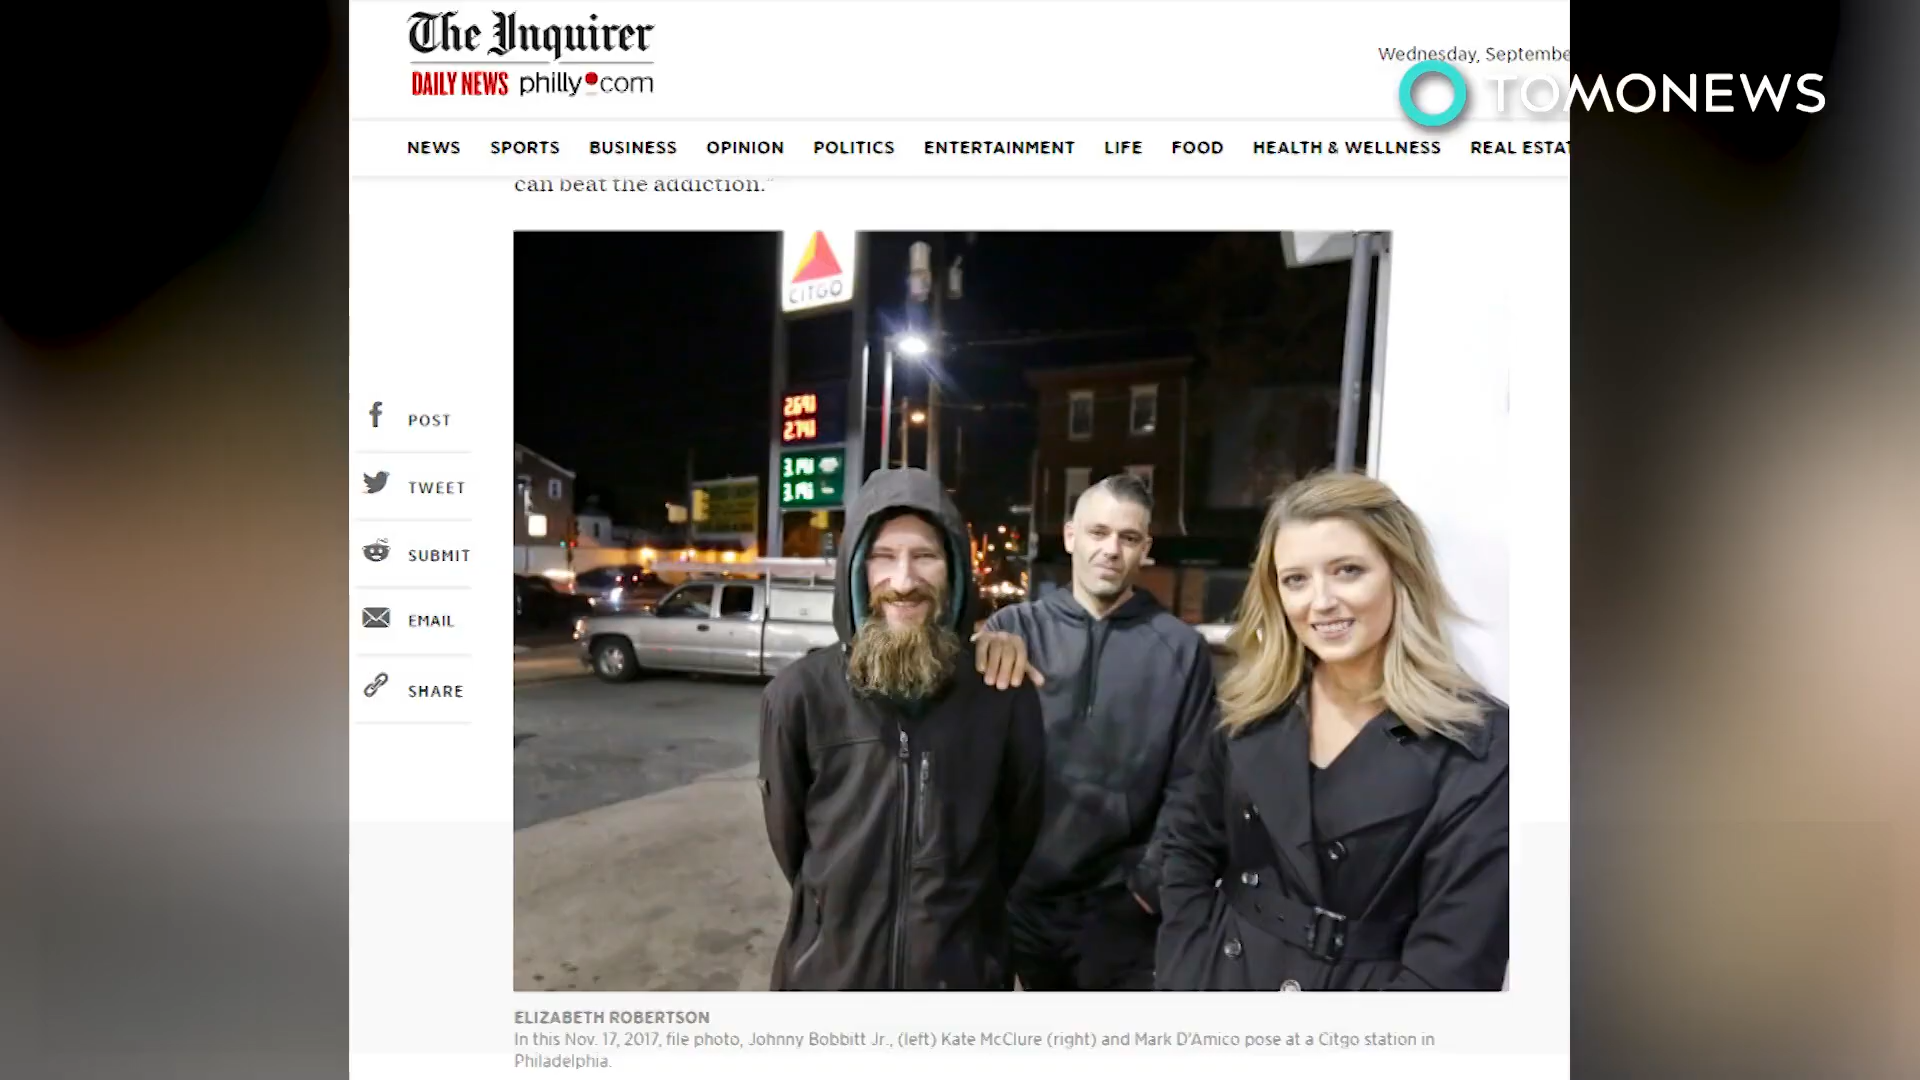 The Inquirer
DAILY NEWS philly.com
Wednesday, Septembe
TOMONEWS
NEWS SPORTS BUSINESS OPINION POLITICS ENTERTAINMENT LIFE FOOD HEALTH & WELLNESS REAL ESTAT
can beat the addiction."
CITGO
POST
TWEET
SUBMIT
EMAIL
SHARE
ELIZABETH ROBERTSON
In this Nov. 17, 2017, file photo, Johnny Bobbitt Jr., (left) Kate McClure (right) and Mark D'Amico pose at a Citgo station in
Philadelphia.